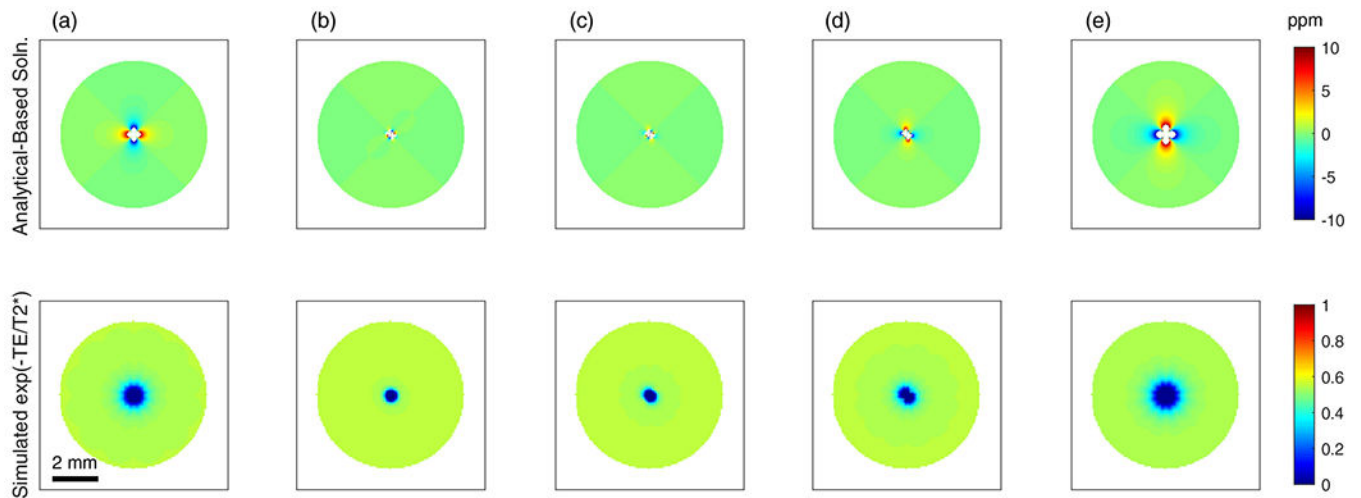 (a) (b) (c) (d) (e) ppm
Analytical-Based Soln.
10
5
0
-5
-10
Simulated exp(-TE/T2*)
2 mm
1
0.8
0.6
0.4
0.2
0